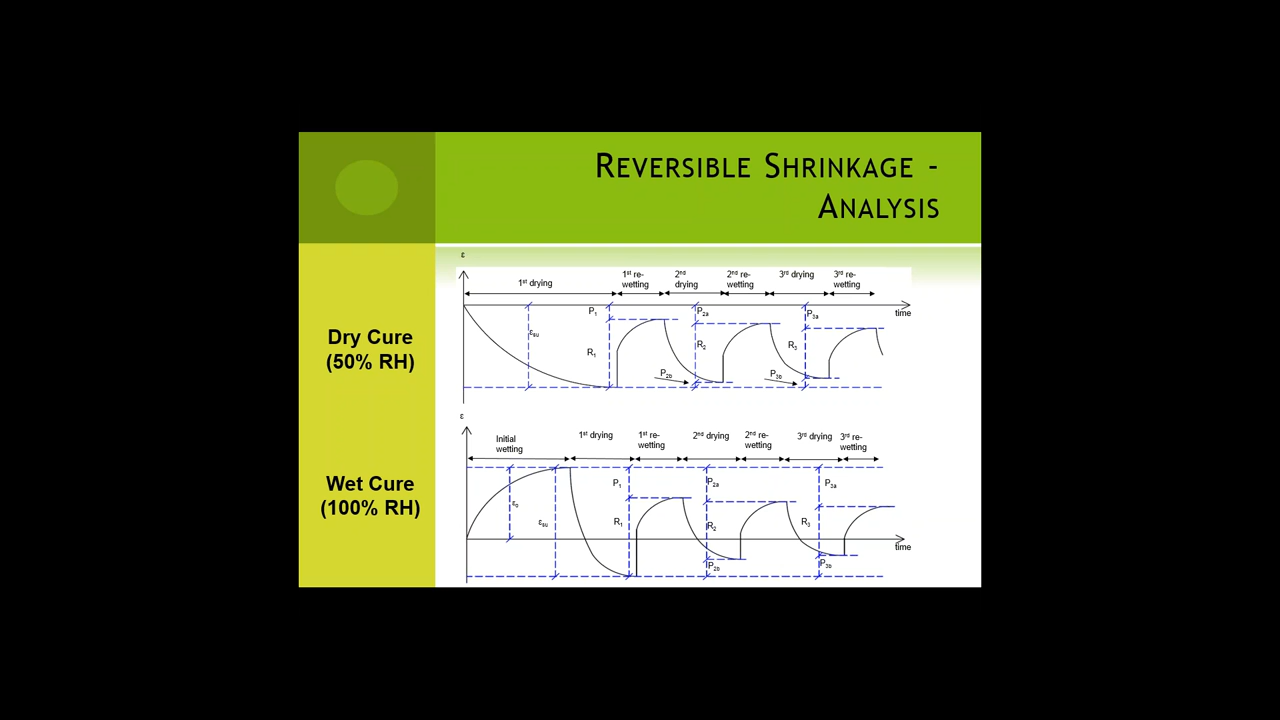 REVERSIBLE SHRINKAGE -
ANALYSIS
Dry Cure
(50% RH)
ε
1st drying
1st re-
wetting
2nd
drying
2nd re-
wetting
3rd drying
3rd re-
wetting
P1
P2a
P3a
time
εsu
R1
R2
R3
P2b
P3b
Wet Cure
(100% RH)
ε
Initial
wetting
1st drying
1st re-
wetting
2nd drying
2nd re-
wetting
3rd drying
3rd re-
wetting
P1
P2a
P3a
εsu
R1
R2
R3
time
P2b
P3b